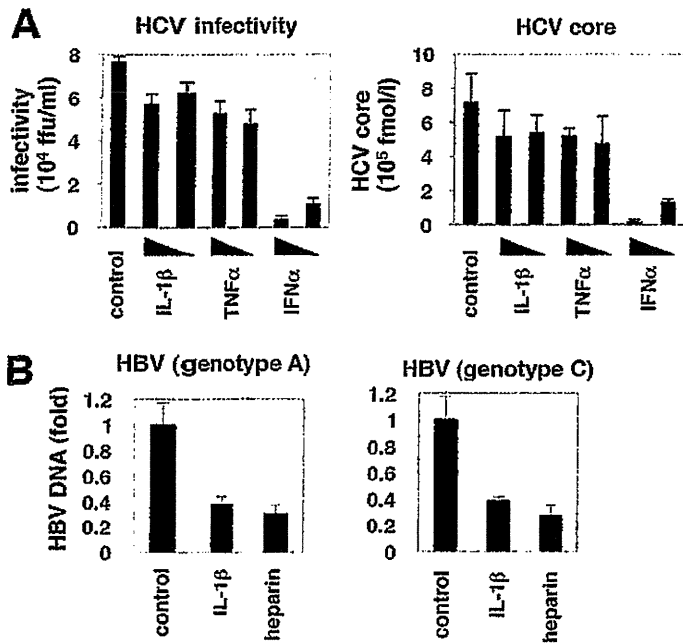 A
HCV infectivity
infectivity
(10⁴ ffu/ml)
8
6
4
2
0
control
IL-1β
TNFα
IFNα
HCV core
HCV core
(10⁵ fmol/l)
10
8
6
4
2
0
control
IL-1β
TNFα
IFNα
B
HBV (genotype A)
HBV DNA (fold)
1.2
1
0.8
0.6
0.4
0.2
0
control
IL-1β
heparin
HBV (genotype C)
1.2
1
0.8
0.6
0.4
0.2
0
control
IL-1β
heparin